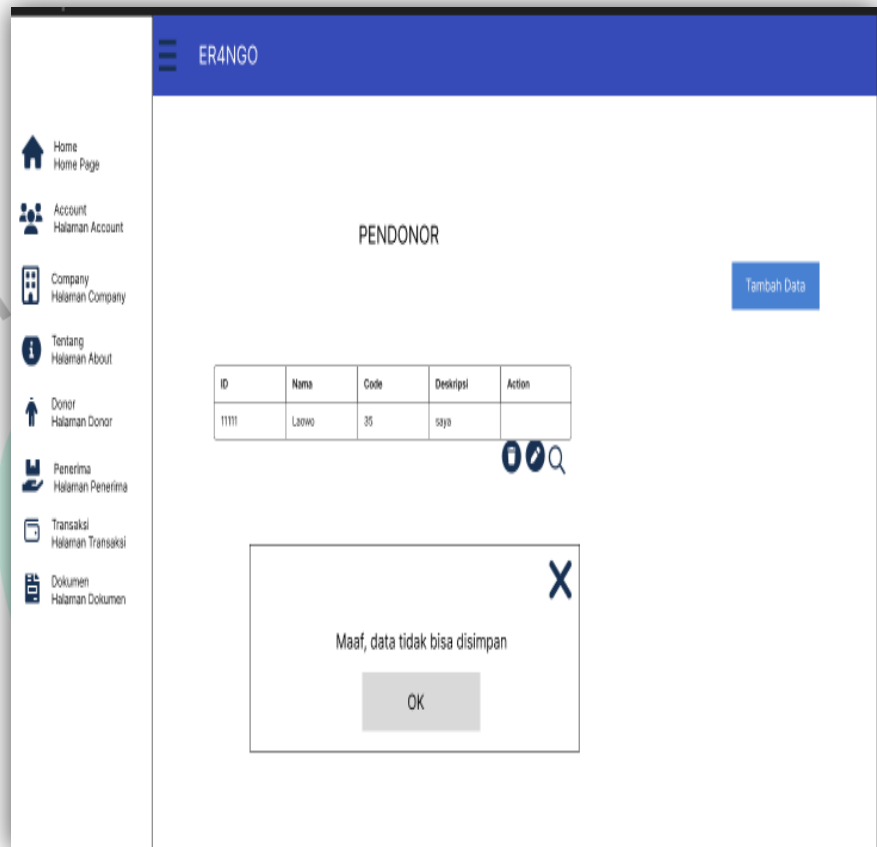 ER4NGO
Home
Home Page
Account
Halaman Account
Company
Halaman Company
Tentang
Halaman About
Donor
Halaman Donor
Penerima
Halaman Penerima
Transaksi
Halaman Transaksi
Dokumen
Halaman Dokumen
PENDONOR
Tambah Data
ID Nama Code Deskripsi Action
11111 Laowo 35 saya
Maaf, data tidak bisa disimpan
OK